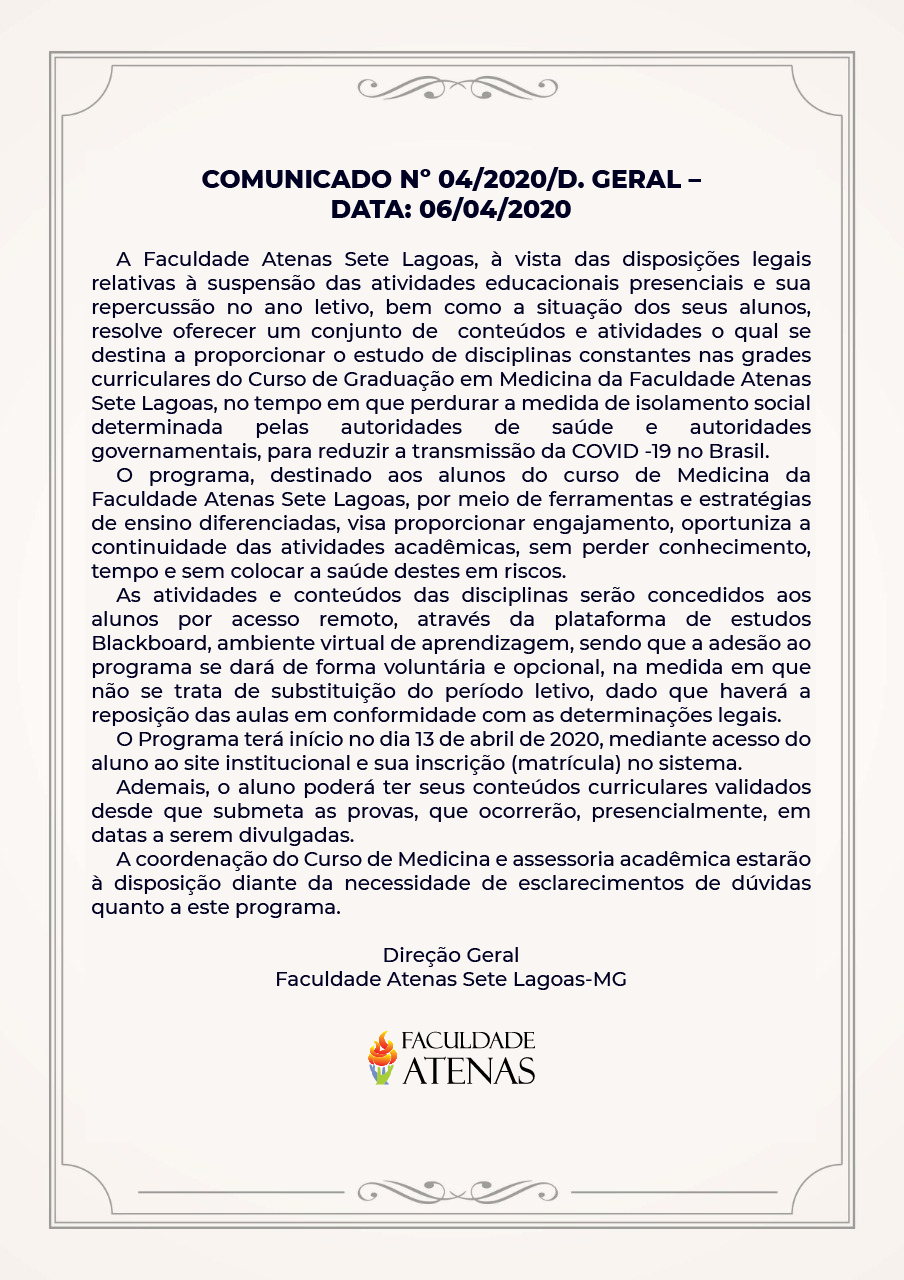 COMUNICADO Nº 04/2020/D. GERAL –
DATA: 06/04/2020
A Faculdade Atenas Sete Lagoas, à vista das disposições legais
relativas à suspensão das atividades educacionais presenciais e sua
repercussão no ano letivo, bem como a situação dos seus alunos,
resolve oferecer um conjunto de conteúdos e atividades o qual se
destina a proporcionar o estudo de disciplinas constantes nas grades
curriculares do Curso de Graduação em Medicina da Faculdade Atenas
Sete Lagoas, no tempo em que perdurar a medida de isolamento social
determinada pelas autoridades de saúde e autoridades
governamentais, para reduzir a transmissão da COVID -19 no Brasil.
O programa, destinado aos alunos do curso de Medicina da
Faculdade Atenas Sete Lagoas, por meio de ferramentas e estratégias
de ensino diferenciadas, visa proporcionar engajamento, oportuniza a
continuidade das atividades acadêmicas, sem perder conhecimento,
tempo e sem colocar a saúde destes em riscos.
As atividades e conteúdos das disciplinas serão concedidos aos
alunos por acesso remoto, através da plataforma de estudos
Blackboard, ambiente virtual de aprendizagem, sendo que a adesão ao
programa se dará de forma voluntária e opcional, na medida em que
não se trata de substituição do período letivo, dado que haverá a
reposição das aulas em conformidade com as determinações legais.
O Programa terá início no dia 13 de abril de 2020, mediante acesso do
aluno ao site institucional e sua inscrição (matrícula) no sistema.
Ademais, o aluno poderá ter seus conteúdos curriculares validados
desde que submeta as provas, que ocorrerão, presencialmente, em
datas a serem divulgadas.
A coordenação do Curso de Medicina e assessoria acadêmica estarão
à disposição diante da necessidade de esclarecimentos de dúvidas
quanto a este programa.
Direção Geral
Faculdade Atenas Sete Lagoas-MG
FACULDADE
ATENAS